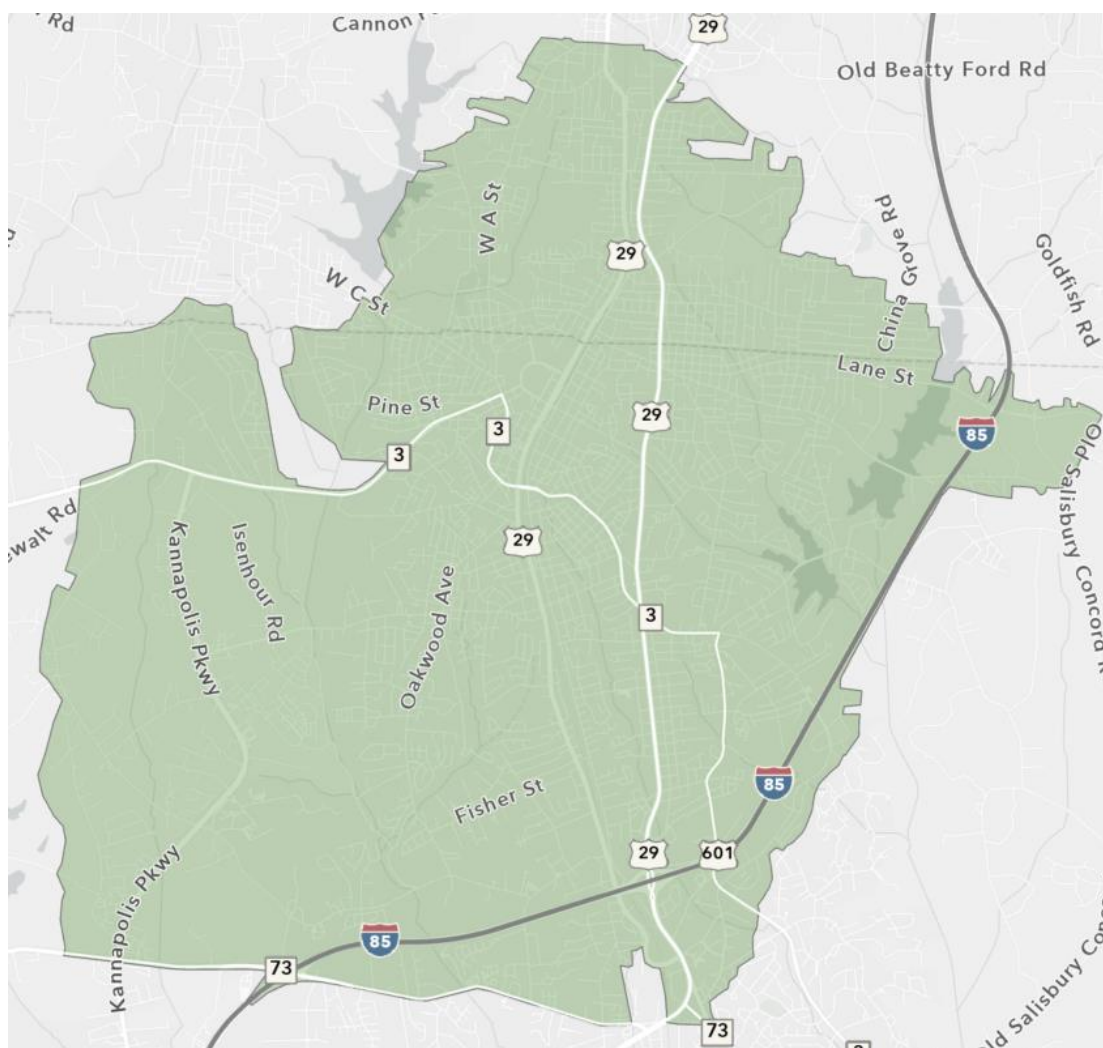 Rd
Cannon
29
Old Beatty Ford Rd
W A St
China Grove Rd
Goldfish Rd
29
W C St
Lane St
Pine St
29
3
3
85
Old Salisbury Concord R
ewalt Rd
Kannapolis Pkwy
Isenhour Rd
29
Oakwood Ave
3
Fisher St
85
29
601
Kannapolis Pkwy
85
73
73
ld Salisbury Conc